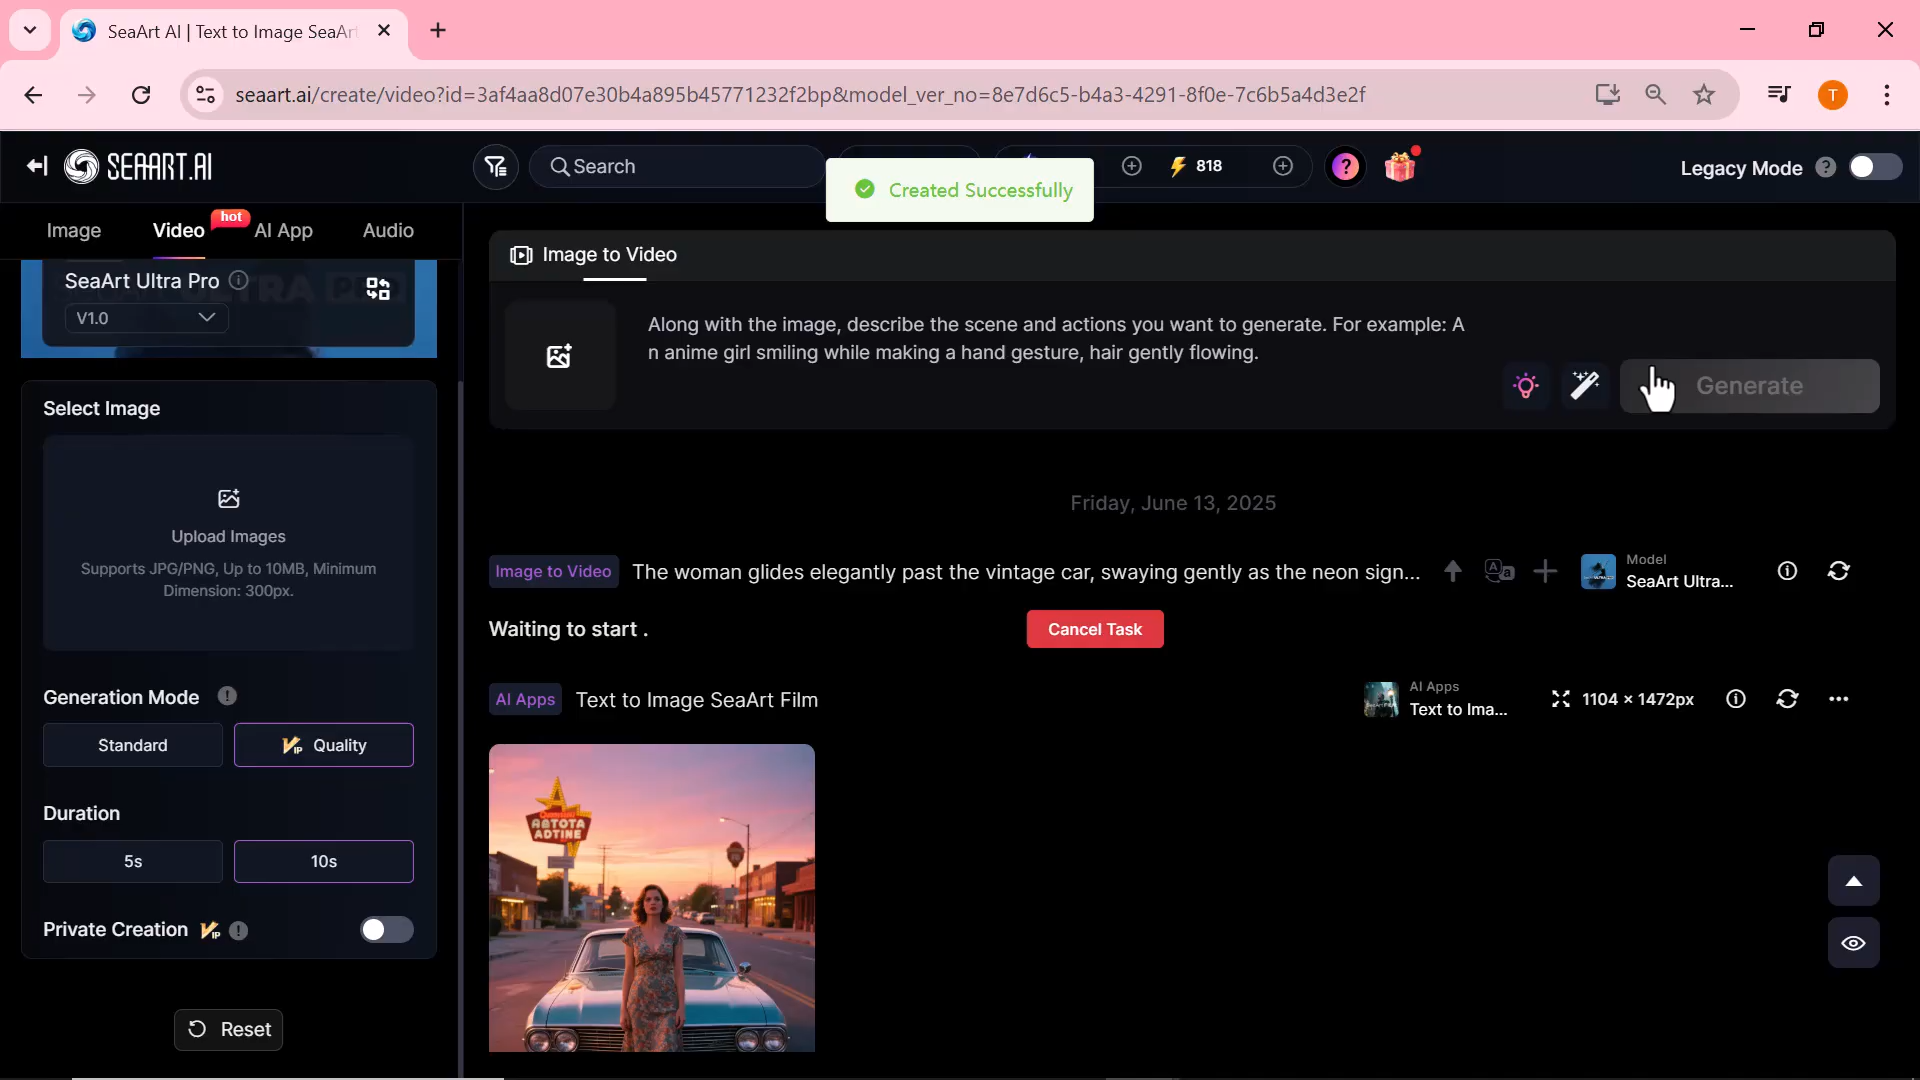 SeaArt AI | Text to Image SeaAr
seaart.ai/create/video?id=3af4aa8d07e30b4a895b45771232f2bp&model_ver_no=8e7d6c5-b4a3-4291-8f0e-7c6b5a4d3e2f
T
SEAART.AI
Search
818
Legacy Mode
Created Successfully
Image
Video
hot
AI App
Audio
SeaArt Ultra Pro
V1.0
Image to Video
Along with the image, describe the scene and actions you want to generate. For example: A
n anime girl smiling while making a hand gesture, hair gently flowing.
Generate
Select Image
Upload Images
Supports JPG/PNG, Up to 10MB, Minimum
Dimension: 300px.
Generation Mode
Standard
VIP Quality
Duration
5s
10s
Private Creation VIP
Reset
Friday, June 13, 2025
Image to Video
The woman glides elegantly past the vintage car, swaying gently as the neon sign...
Model
SeaArt Ultra...
Waiting to start .
Cancel Task
AI Apps
Text to Image SeaArt Film
AI Apps
Text to Ima...
1104 × 1472px
ADTINE